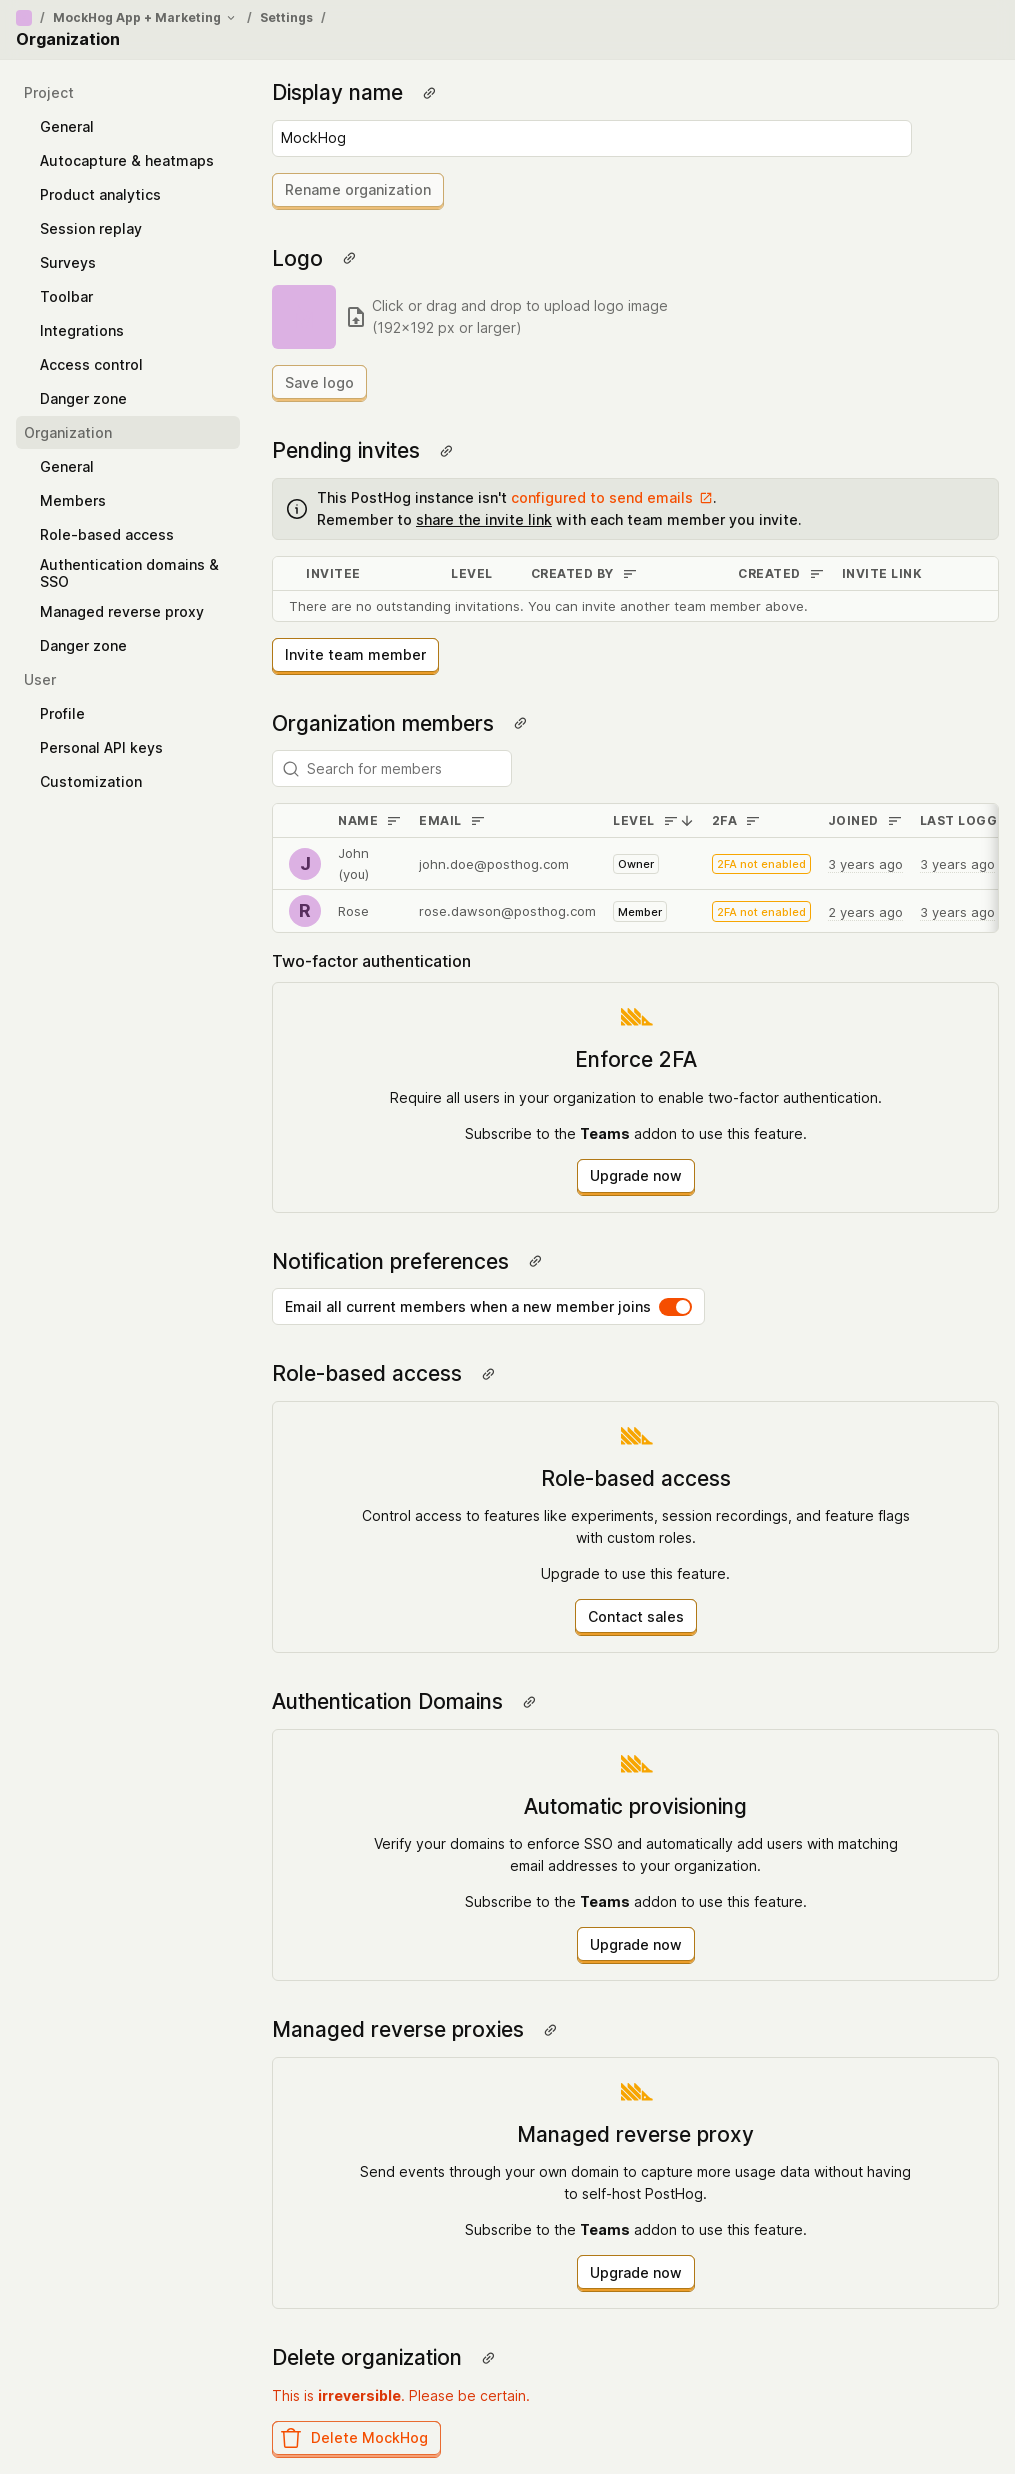 / MockHog App + Marketing / Settings /
Organization
Project
General
Autocapture & heatmaps
Product analytics
Session replay
Surveys
Toolbar
Integrations
Access control
Danger zone
Organization
General
Members
Role-based access
Authentication domains &
SSO
Managed reverse proxy
Danger zone
User
Profile
Personal API keys
Customization
Display name
MockHog
Rename organization
Logo
Click or drag and drop to upload logo image
(192x192 px or larger)
Save logo
Pending invites
This PostHog instance isn't configured to send emails .
Remember to share the invite link with each team member you invite.
INVITEE LEVEL CREATED BY CREATED INVITE LINK
There are no outstanding invitations. You can invite another team member above.
Invite team member
Organization members
Search for members
NAME EMAIL LEVEL 2FA JOINED LAST LOGG
J John john.doe@posthog.com Owner 2FA not enabled 3 years ago 3 years ago
(you)
R Rose rose.dawson@posthog.com Member 2FA not enabled 2 years ago 3 years ago
Two-factor authentication
Enforce 2FA
Require all users in your organization to enable two-factor authentication.
Subscribe to the Teams addon to use this feature.
Upgrade now
Notification preferences
Email all current members when a new member joins
Role-based access
Role-based access
Control access to features like experiments, session recordings, and feature flags
with custom roles.
Upgrade to use this feature.
Contact sales
Authentication Domains
Automatic provisioning
Verify your domains to enforce SSO and automatically add users with matching
email addresses to your organization.
Subscribe to the Teams addon to use this feature.
Upgrade now
Managed reverse proxies
Managed reverse proxy
Send events through your own domain to capture more usage data without having
to self-host PostHog.
Subscribe to the Teams addon to use this feature.
Upgrade now
Delete organization
This is irreversible. Please be certain.
Delete MockHog